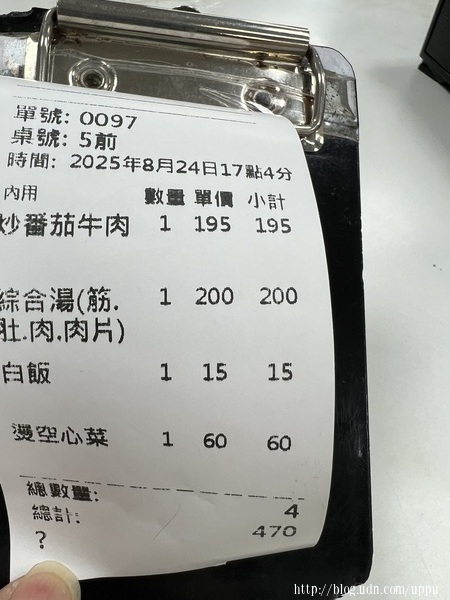 單號: 0097
桌號: 5前
時間: 2025年8月24日17點4分
內用 數量 單價 小計
炒番茄牛肉 1 195 195
綜合湯(筋. 1 200 200
肚.肉.肉片)
白飯 1 15 15
燙空心菜 1 60 60
總數量: 4
總計: 470
?
http://blog.udn.com/uppu